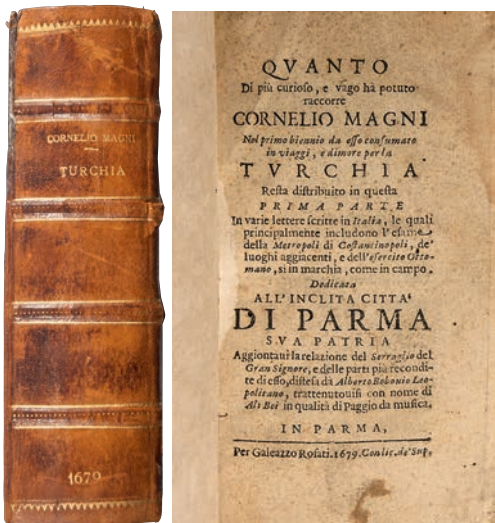 CORNELIO MAGNI
TURCHIA
1679
QVANTO
Di più curioso, e vago hà potuto
raccorre
CORNELIO MAGNI
Nel primo biennio da esso consumato
in viaggi, e dimore per la
TVRCHIA
Resta distribuito in questa
PRIMA PARTE
In varie lettere scritte in Italia, le quali
principalmente includono l'esame
della Metropoli di Costantinopoli, de'
luoghi aggiacenti, e dell'esercito Otto-
mano, sì in marchia, come in campo.
Dedicata
ALL'INCLITA CITTA'
DI PARMA
SVA PATRIA
Aggiontaui la relazione del Serraglio del
Gran Signore, e delle parti più recondi-
te di esso, distesa da Alberto Bobouio Leo-
politano, trattenutouisi con nome di
Alì Beì in qualità di Paggio da musica.
IN PARMA,
Per Galeazzo Rosati. 1679. Con lic. de' Sup.